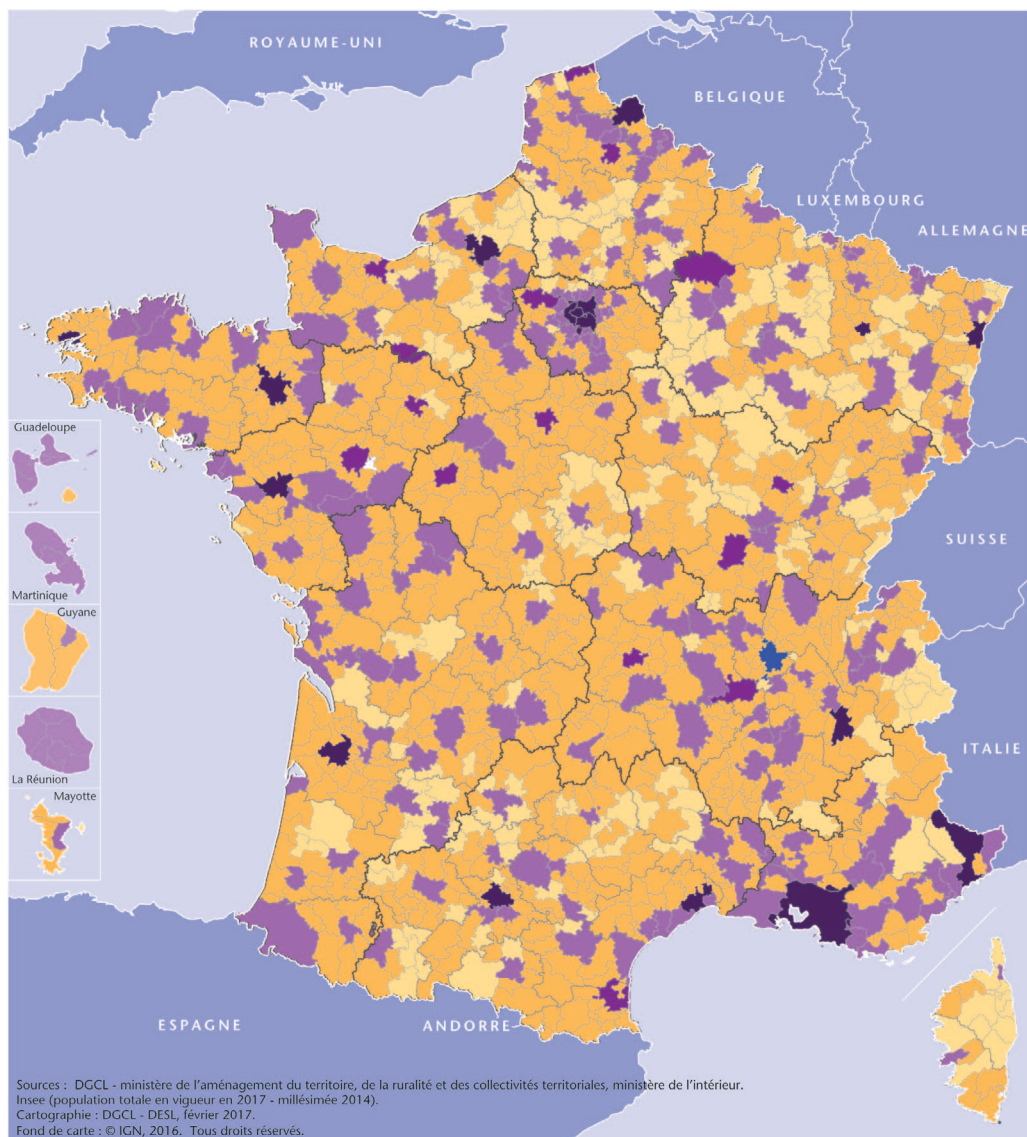 ROYAUME-UNI
BELGIQUE
LUXEMBOURG
ALLEMAGNE
Guadeloupe
Martinique
SUISSE
Guyane
La Réunion
ITALIE
Mayotte
ESPAGNE
ANDORRE
Sources : DGCL - ministère de l'aménagement du territoire, de la ruralité et des collectivités territoriales, ministère de l'intérieur.
Insee (population totale en vigueur en 2017 - millésimée 2014).
Cartographie : DGCL - DESL, février 2017.
Fond de carte : © IGN, 2016. Tous droits réservés.